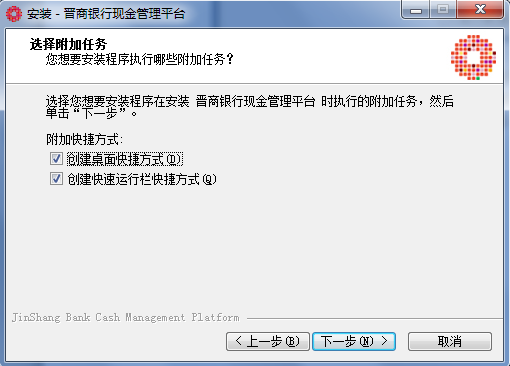 安装 - 晋商银行现金管理平台
选择附加任务
您想要安装程序执行哪些附加任务？
选择您想要安装程序在安装 晋商银行现金管理平台 时执行的附加任务，然后
单击“下一步”。
附加快捷方式:
创建桌面快捷方式(D)
创建快速运行栏快捷方式(Q)
JinShang Bank Cash Management Platform
< 上一步(B) 下一步(N) > 取消